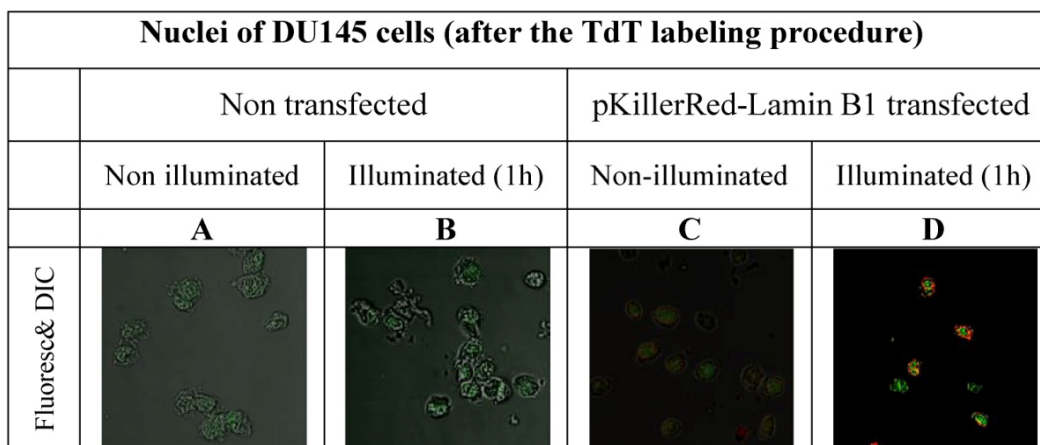 Nuclei of DU145 cells (after the TdT labeling procedure)
Non transfected
pKillerRed-Lamin B1 transfected
Non illuminated
Illuminated (1h)
Non-illuminated
Illuminated (1h)
A
B
C
D
Fluoresc& DIC